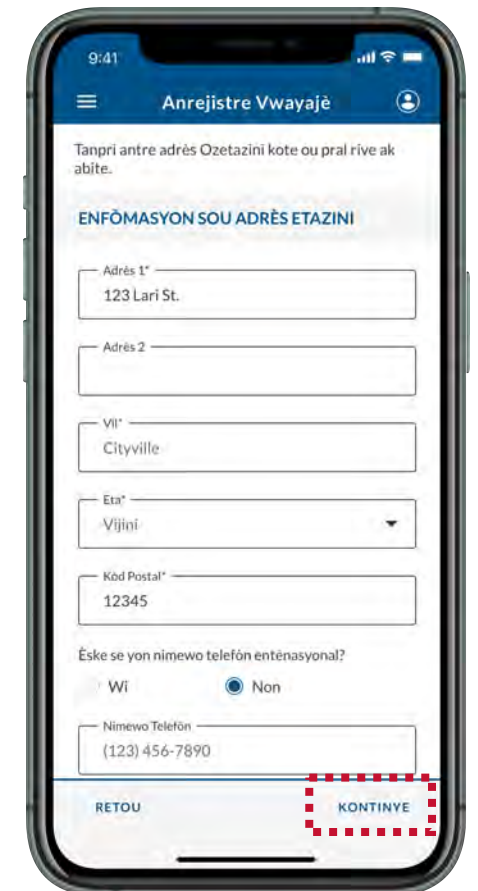 9:41
Anrejistre Vwayajè
Tanpri antre adrès Ozetazini kote ou pral rive ak
abite.
ENFÒMASYON SOU ADRÈS ETAZINI
Adrès 1*
123 Lari St.
Adrès 2
Vil*
Cityville
Eta*
Vijini
Kòd Postal*
12345
Èske se yon nimewo telefòn entènasyonal?
Wi Non
Nimewo Telefòn
(123) 456-7890
RETOU KONTINYE